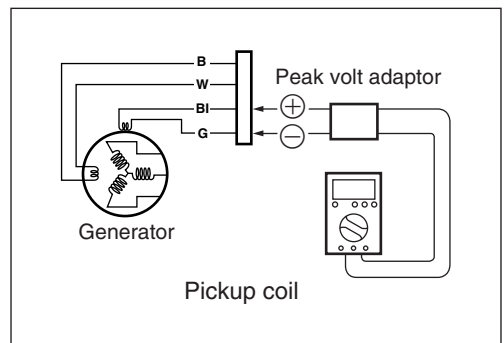 B
W
Peak volt adaptor
Bl
+
G
−
Generator
Pickup coil